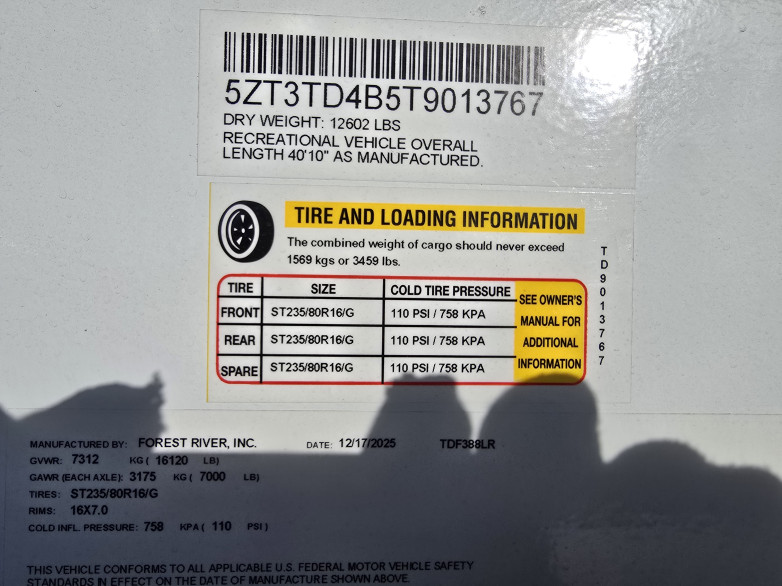 5ZT3TD4B5T9013767
DRY WEIGHT: 12602 LBS
RECREATIONAL VEHICLE OVERALL
LENGTH 40'10" AS MANUFACTURED.
TIRE AND LOADING INFORMATION
The combined weight of cargo should never exceed
1569 kgs or 3459 lbs.
TIRE SIZE COLD TIRE PRESSURE SEE OWNER'S
FRONT ST235/80R16/G 110 PSI / 758 KPA MANUAL FOR
REAR ST235/80R16/G 110 PSI / 758 KPA ADDITIONAL
SPARE ST235/80R16/G 110 PSI / 758 KPA INFORMATION
TD9013767
MANUFACTURED BY: FOREST RIVER, INC. DATE: 12/17/2025 TDF388LR
GVWR: 7312 KG ( 16120 LB)
GAWR (EACH AXLE): 3175 KG ( 7000 LB)
TIRES: ST235/80R16/G
RIMS: 16X7.0
COLD INFL. PRESSURE: 758 KPA ( 110 PSI )
THIS VEHICLE CONFORMS TO ALL APPLICABLE U.S. FEDERAL MOTOR VEHICLE SAFETY
STANDARDS IN EFFECT ON THE DATE OF MANUFACTURE SHOWN ABOVE.